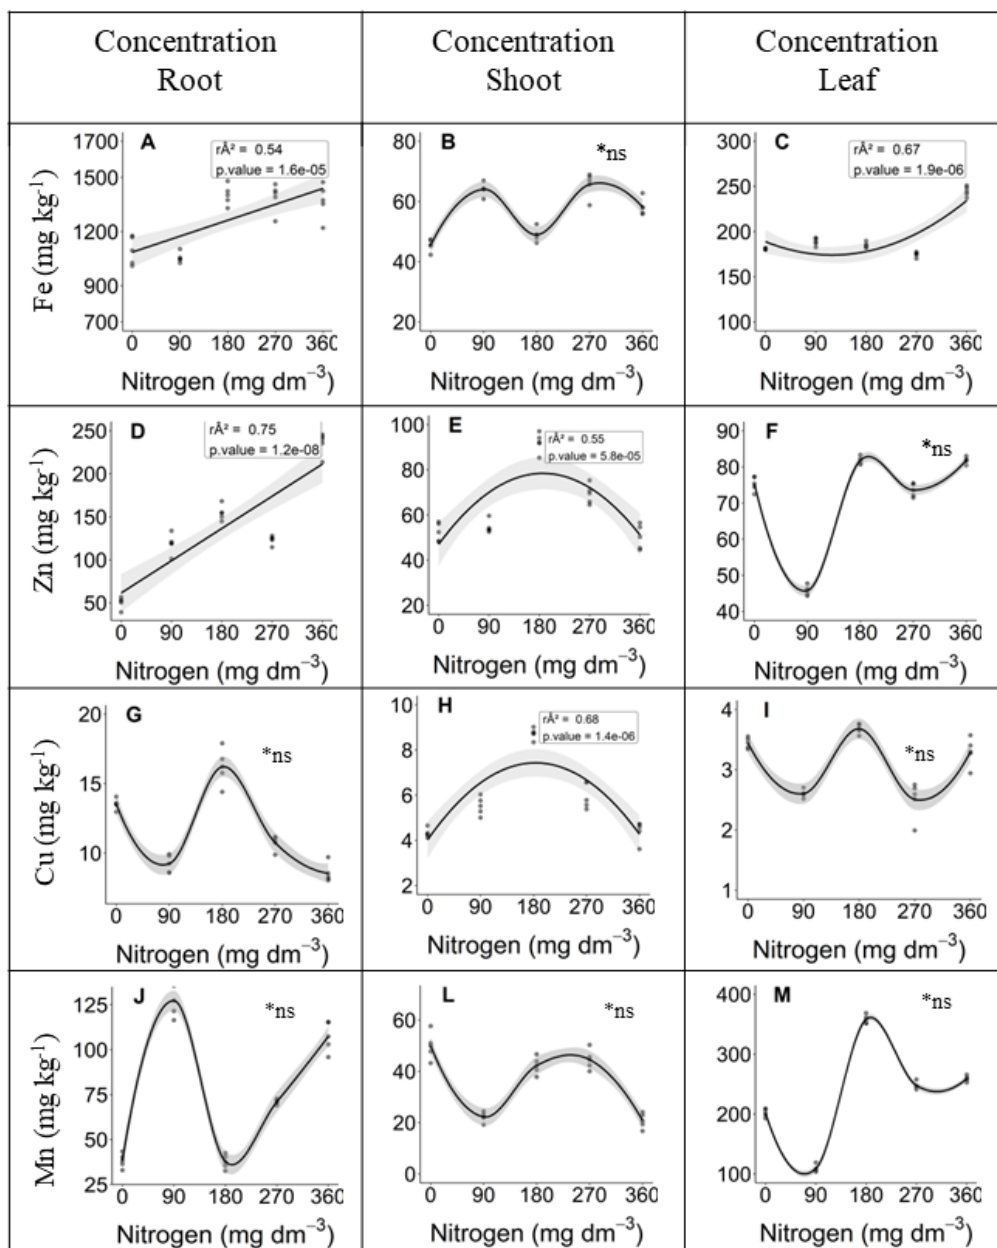 Concentration
Root
Concentration
Shoot
Concentration
Leaf
Fe (mg kg-1)
A
rÂ² = 0.54
p.value = 1.6e-05
1700
1500
1200
900
700
0 90 180 270 360
Nitrogen (mg dm−3)
B
*ns
80
60
40
20
0 90 180 270 360
Nitrogen (mg dm−3)
C
rÂ² = 0.67
p.value = 1.9e-06
300
250
200
150
100
0 90 180 270 360
Nitrogen (mg dm−3)
Zn (mg kg-1)
D
rÂ² = 0.75
p.value = 1.2e-08
250
200
150
100
50
0 90 180 270 360
Nitrogen (mg dm−3)
E
rÂ² = 0.55
p.value = 5.8e-05
100
80
60
40
20
0 90 180 270 360
Nitrogen (mg dm−3)
F
*ns
90
80
70
60
50
40
0 90 180 270 360
Nitrogen (mg dm−3)
Cu (mg kg-1)
G
*ns
20
15
10
0 90 180 270 360
Nitrogen (mg dm−3)
H
rÂ² = 0.68
p.value = 1.4e-06
10
8
6
4
2
0 90 180 270 360
Nitrogen (mg dm−3)
I
*ns
4
3
2
1
0 90 180 270 360
Nitrogen (mg dm−3)
Mn (mg kg-1)
J
*ns
125
100
75
50
25
0 90 180 270 360
Nitrogen (mg dm−3)
L
*ns
60
40
20
0
0 90 180 270 360
Nitrogen (mg dm−3)
M
*ns
400
300
200
100
0 90 180 270 360
Nitrogen (mg dm−3)